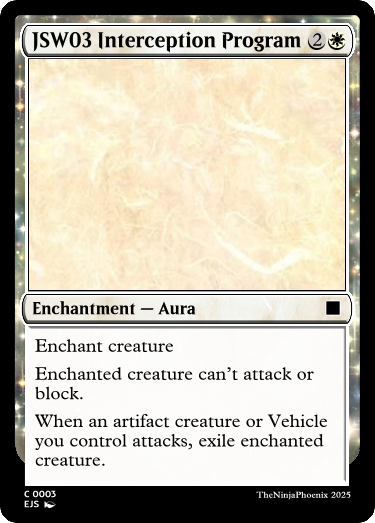 JSW03 Interception Program 2
Enchantment — Aura
Enchant creature
Enchanted creature can't attack or
block.
When an artifact creature or Vehicle
you control attacks, exile enchanted
creature.
C 0003
EJS
TheNinjaPhoenix 2025